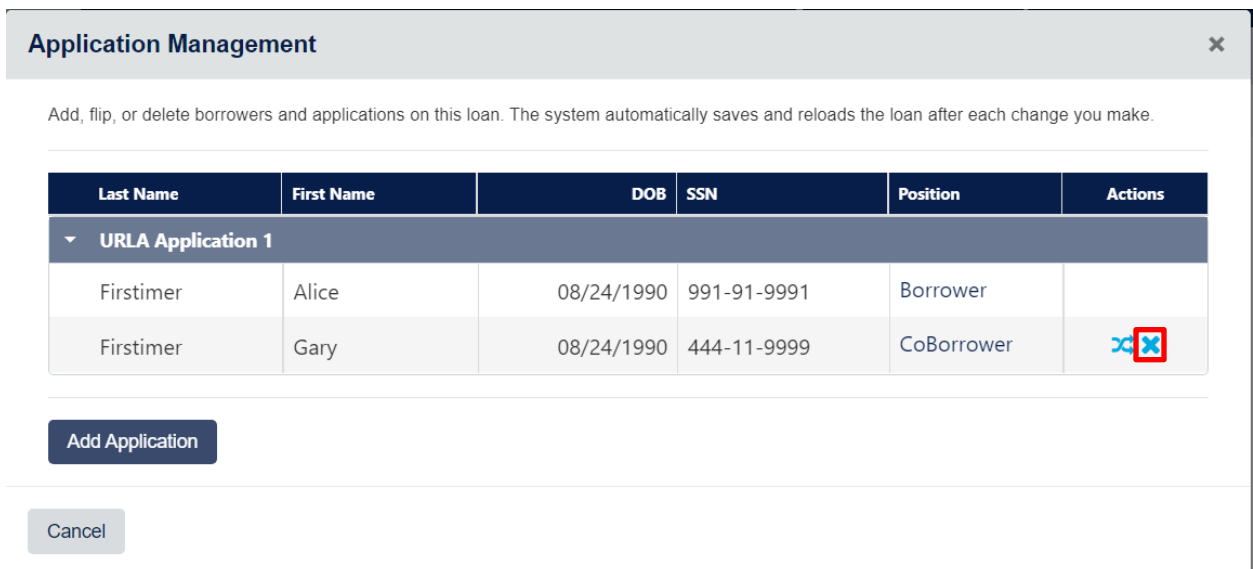 Application Management
Add, flip, or delete borrowers and applications on this loan. The system automatically saves and reloads the loan after each change you make.
Last Name First Name DOB SSN Position Actions
URLA Application 1
Firstimer Alice 08/24/1990 991-91-9991 Borrower
Firstimer Gary 08/24/1990 444-11-9999 CoBorrower
Add Application
Cancel